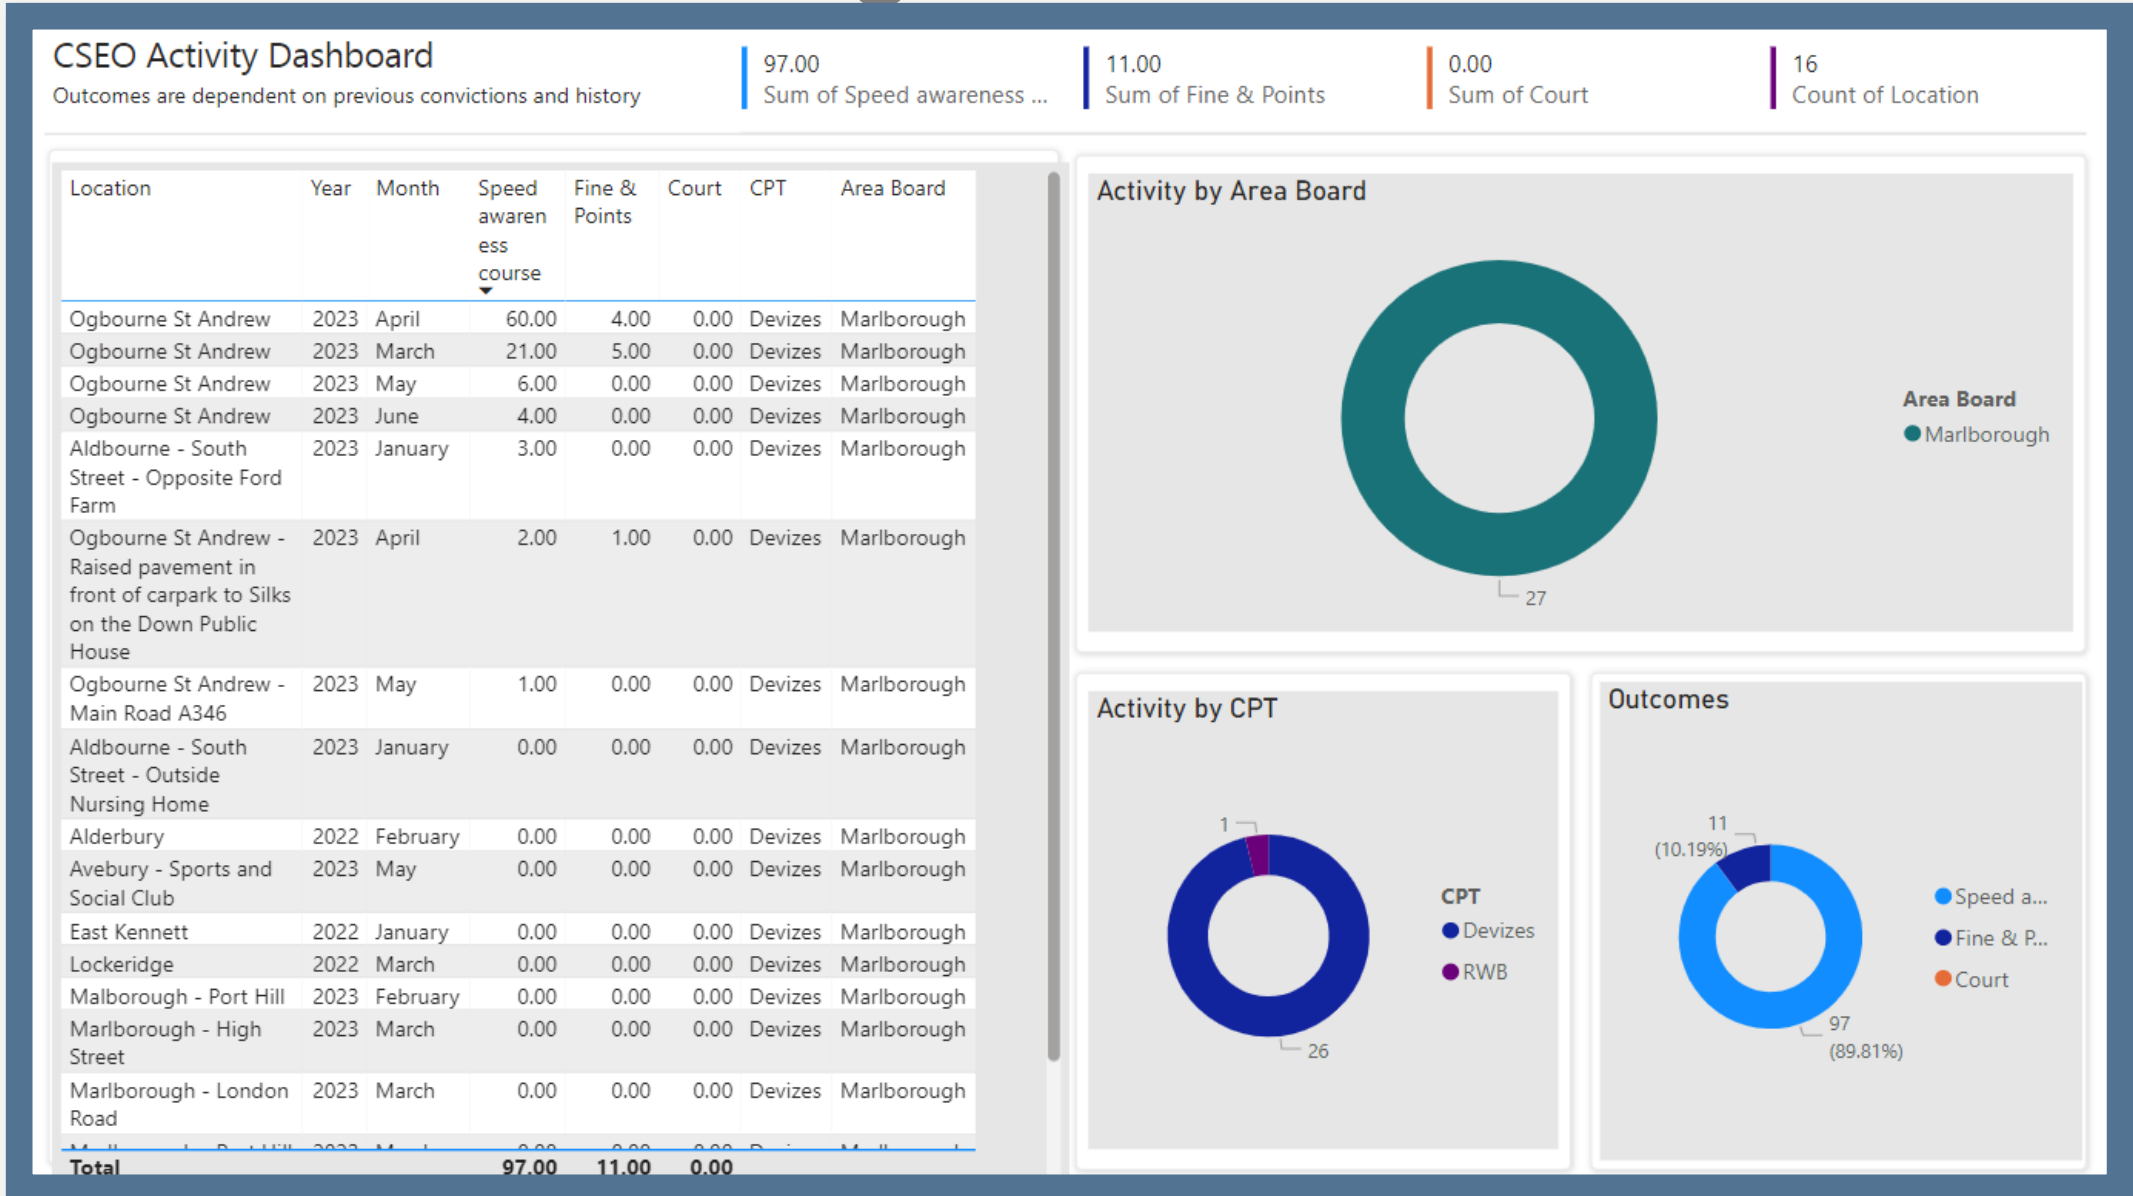 CSEO Activity Dashboard
Outcomes are dependent on previous convictions and history
97.00
Sum of Speed awareness ...
11.00
Sum of Fine & Points
0.00
Sum of Court
16
Count of Location
Location Year Month Speed awaren ess course Fine & Points Court CPT Area Board
Ogbourne St Andrew 2023 April 60.00 4.00 0.00 Devizes Marlborough
Ogbourne St Andrew 2023 March 21.00 5.00 0.00 Devizes Marlborough
Ogbourne St Andrew 2023 May 6.00 0.00 0.00 Devizes Marlborough
Ogbourne St Andrew 2023 June 4.00 0.00 0.00 Devizes Marlborough
Aldbourne - South 2023 January 3.00 0.00 0.00 Devizes Marlborough
Street - Opposite Ford
Farm
Ogbourne St Andrew - 2023 April 2.00 1.00 0.00 Devizes Marlborough
Raised pavement in
front of carpark to Silks
on the Down Public
House
Ogbourne St Andrew - 2023 May 1.00 0.00 0.00 Devizes Marlborough
Main Road A346
Aldbourne - South 2023 January 0.00 0.00 0.00 Devizes Marlborough
Street - Outside
Nursing Home
Alderbury 2022 February 0.00 0.00 0.00 Devizes Marlborough
Avebury - Sports and 2023 May 0.00 0.00 0.00 Devizes Marlborough
Social Club
East Kennett 2022 January 0.00 0.00 0.00 Devizes Marlborough
Lockeridge 2022 March 0.00 0.00 0.00 Devizes Marlborough
Malborough - Port Hill 2023 February 0.00 0.00 0.00 Devizes Marlborough
Marlborough - High 2023 March 0.00 0.00 0.00 Devizes Marlborough
Street
Marlborough - London 2023 March 0.00 0.00 0.00 Devizes Marlborough
Road
Total 97.00 11.00 0.00
Activity by Area Board
27
Area Board
Marlborough
Activity by CPT
1
26
CPT
Devizes
RWB
Outcomes
11
(10.19%)
97
(89.81%)
Speed a...
Fine & P...
Court